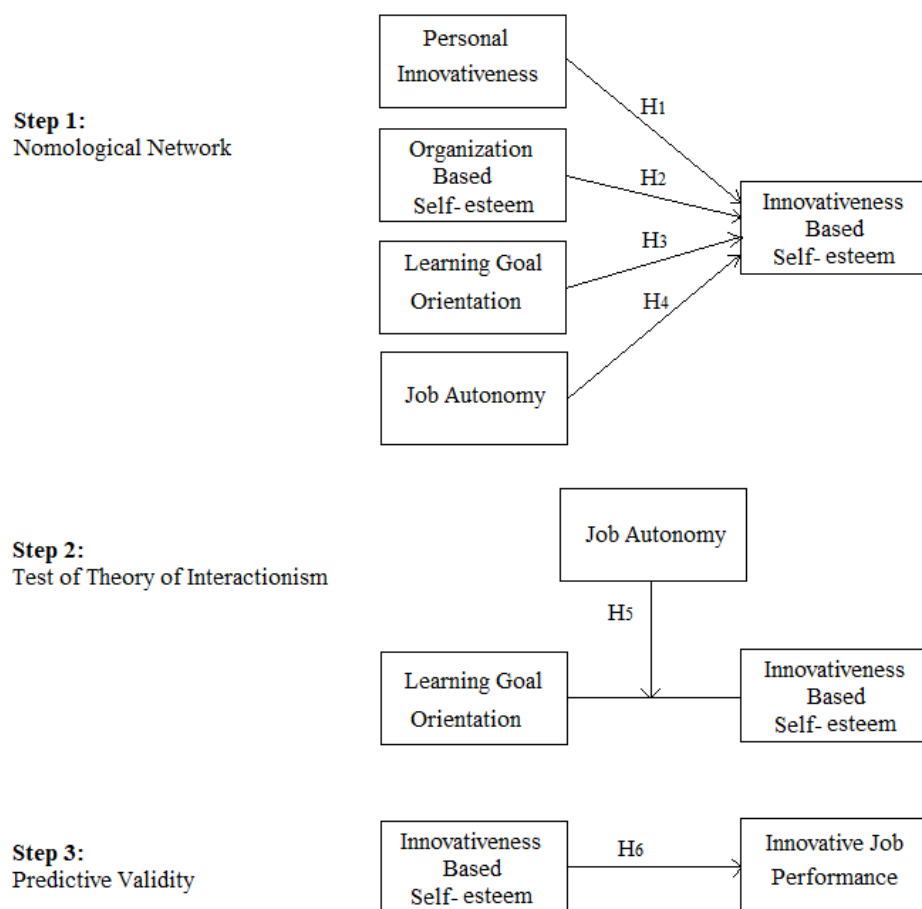 Personal
Innovativeness
H1
Step 1:
Nomological Network
Organization
Based
Self-esteem
H2
Innovativeness
Based
Self-esteem
H3
Learning Goal
Orientation
H4
Job Autonomy
Job Autonomy
Step 2:
Test of Theory of Interactionism
H5
Learning Goal
Orientation
Innovativeness
Based
Self-esteem
Step 3:
Predictive Validity
Innovativeness
Based
Self-esteem
H6
Innovative Job
Performance